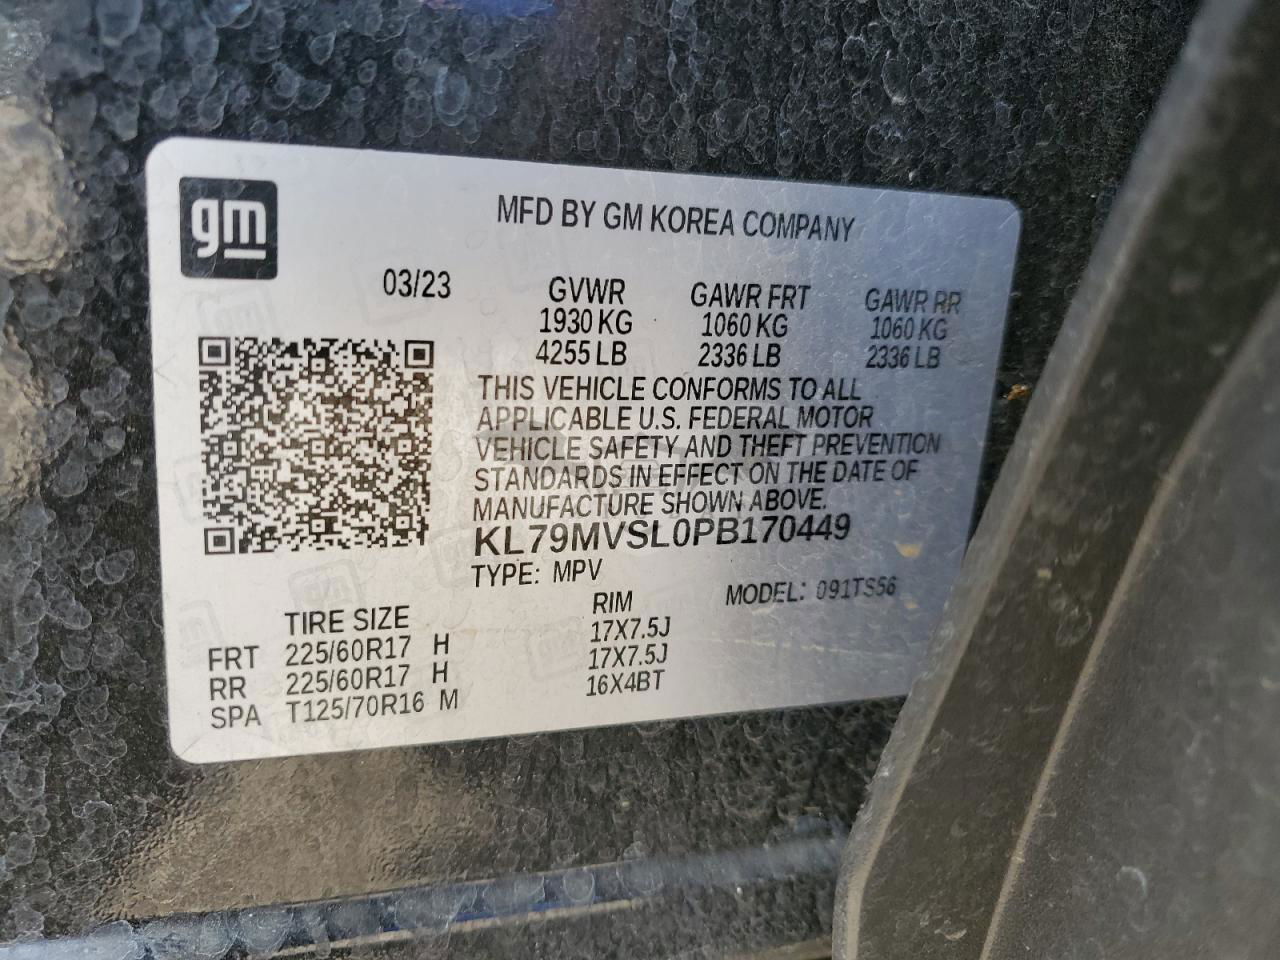 gm
MFD BY GM KOREA COMPANY
03/23
GVWR GAWR FRT GAWR RR
1930 KG 1060 KG 1060 KG
4255 LB 2336 LB 2336 LB
THIS VEHICLE CONFORMS TO ALL
APPLICABLE U.S. FEDERAL MOTOR
VEHICLE SAFETY AND THEFT PREVENTION
STANDARDS IN EFFECT ON THE DATE OF
MANUFACTURE SHOWN ABOVE.
KL79MVSL0PB170449
TYPE: MPV MODEL: 091TS56
TIRE SIZE RIM
FRT 225/60R17 H 17X7.5J
RR 225/60R17 H 17X7.5J
SPA T125/70R16 M 16X4BT